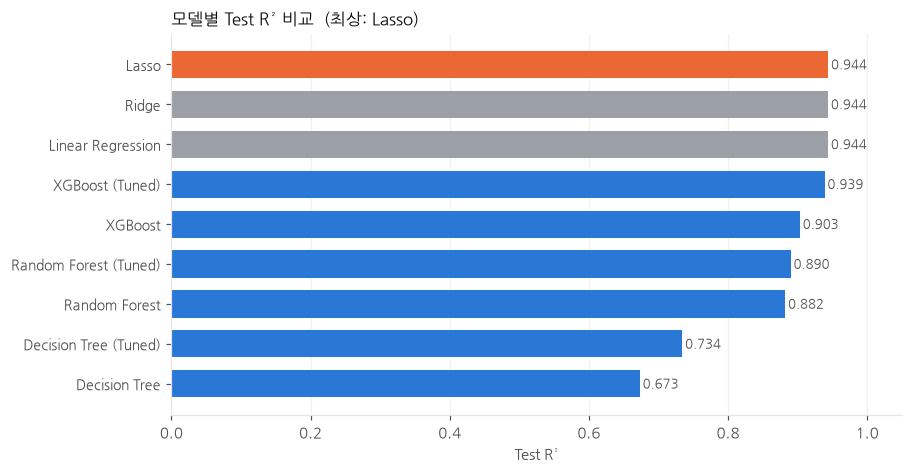 모델별 Test R² 비교  (최상: Lasso)
Lasso 0.944
Ridge 0.944
Linear Regression 0.944
XGBoost (Tuned) 0.939
XGBoost 0.903
Random Forest (Tuned) 0.890
Random Forest 0.882
Decision Tree (Tuned) 0.734
Decision Tree 0.673
0.0 0.2 0.4 0.6 0.8 1.0
Test R²